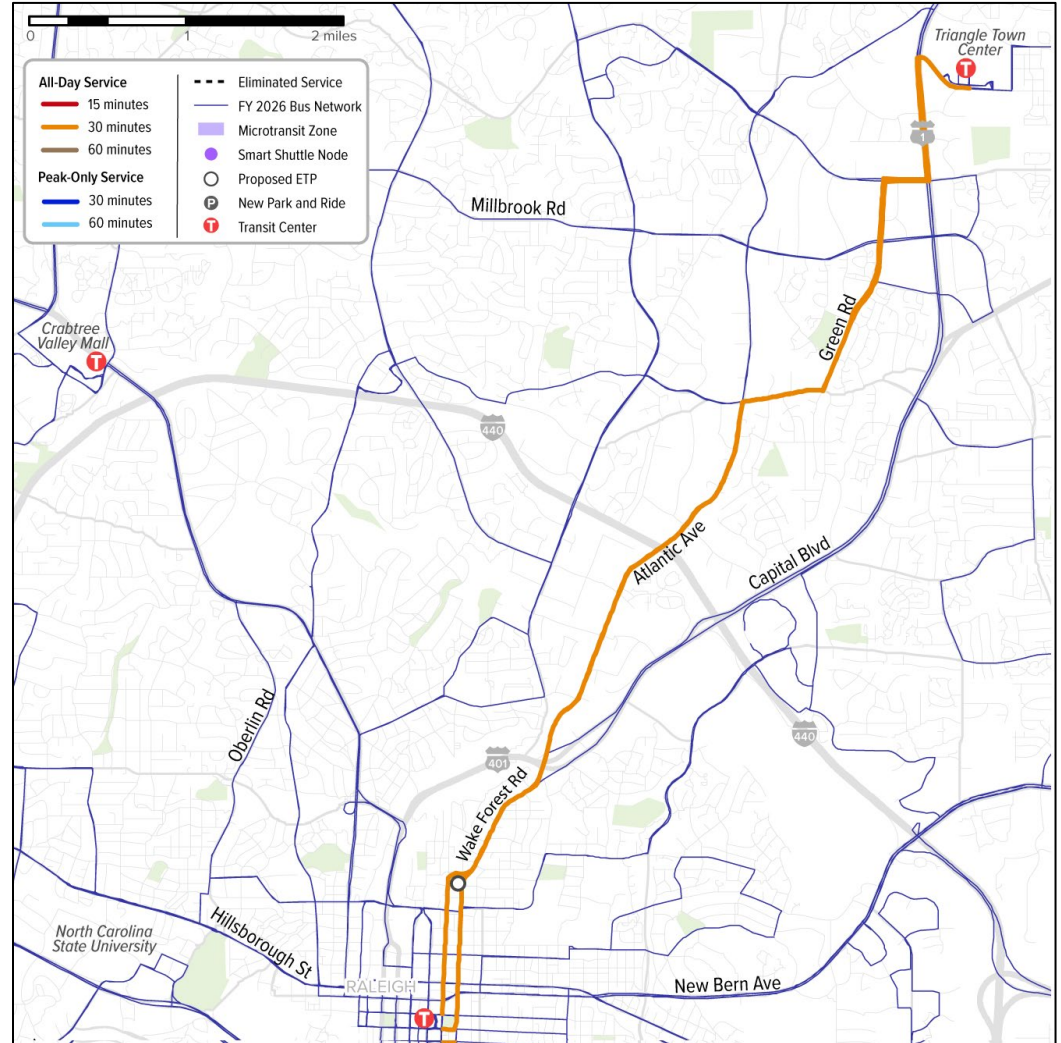 0
1
2 miles
All-Day Service
15 minutes
30 minutes
60 minutes
Peak-Only Service
30 minutes
60 minutes
Eliminated Service
FY 2026 Bus Network
Microtransit Zone
Smart Shuttle Node
Proposed ETP
P New Park and Ride
T Transit Center
Triangle Town
Center
T
1
Millbrook Rd
Crabtree
Valley Mall
T
Green Rd
440
Atlantic Ave
Capital Blvd
Oberlin Rd
440
401
Wake Forest Rd
North Carolina
State University
Hillsborough St
RALEIGH
New Bern Ave
T